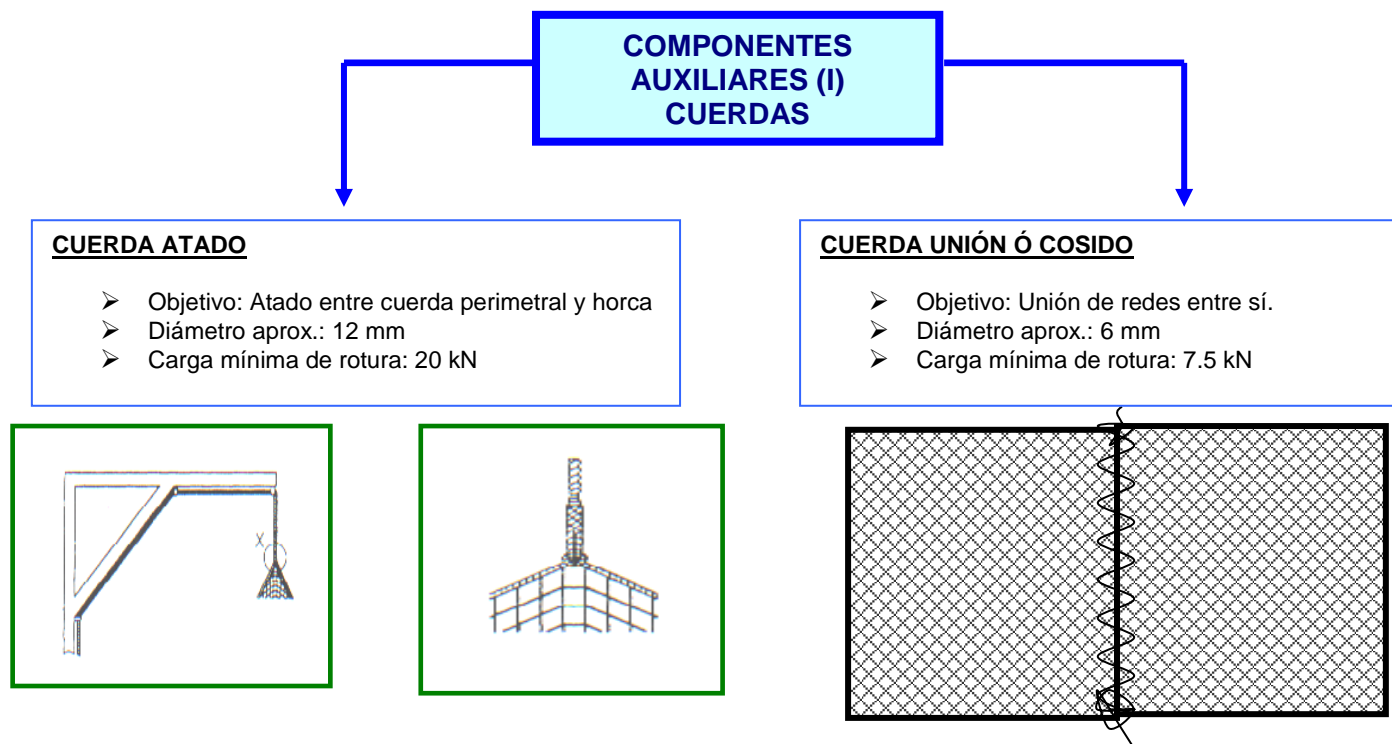 COMPONENTES
AUXILIARES (I)
CUERDAS
CUERDA ATADO
➢ Objetivo: Atado entre cuerda perimetral y horca
➢ Diámetro aprox.: 12 mm
➢ Carga mínima de rotura: 20 kN
CUERDA UNIÓN Ó COSIDO
➢ Objetivo: Unión de redes entre sí.
➢ Diámetro aprox.: 6 mm
➢ Carga mínima de rotura: 7.5 kN
X